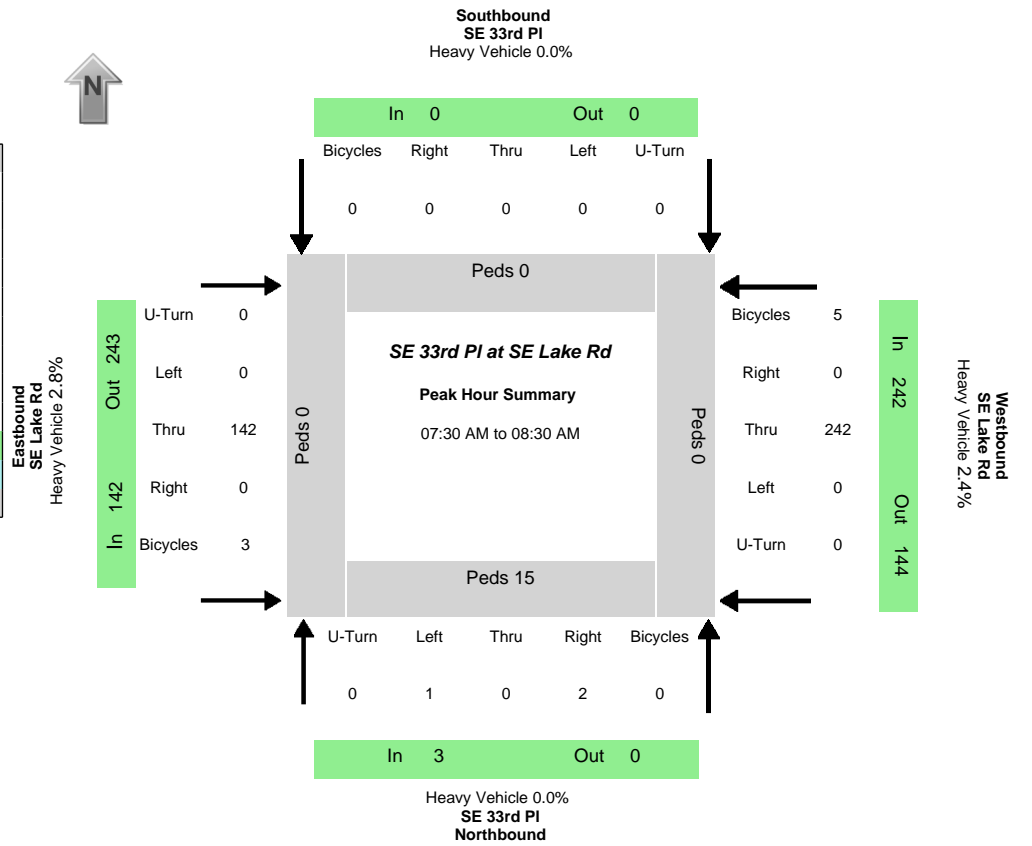 Southbound
SE 33rd Pl
Heavy Vehicle 0.0%
N
In 0 Out 0
Bicycles Right Thru Left U-Turn
0 0 0 0 0
Peds 0
U-Turn 0
Left 0
Thru 142
Right 0
Bicycles 3
Out 243
In 142
Eastbound
SE Lake Rd
Heavy Vehicle 2.8%
Peds 0
SE 33rd Pl at SE Lake Rd
Peak Hour Summary
07:30 AM to 08:30 AM
Peds 0
Bicycles 5
Right 0
Thru 242
Left 0
U-Turn 0
In 242
Out 144
Westbound
SE Lake Rd
Heavy Vehicle 2.4%
Peds 15
U-Turn Left Thru Right Bicycles
0 1 0 2 0
In 3 Out 0
Heavy Vehicle 0.0%
SE 33rd Pl
Northbound